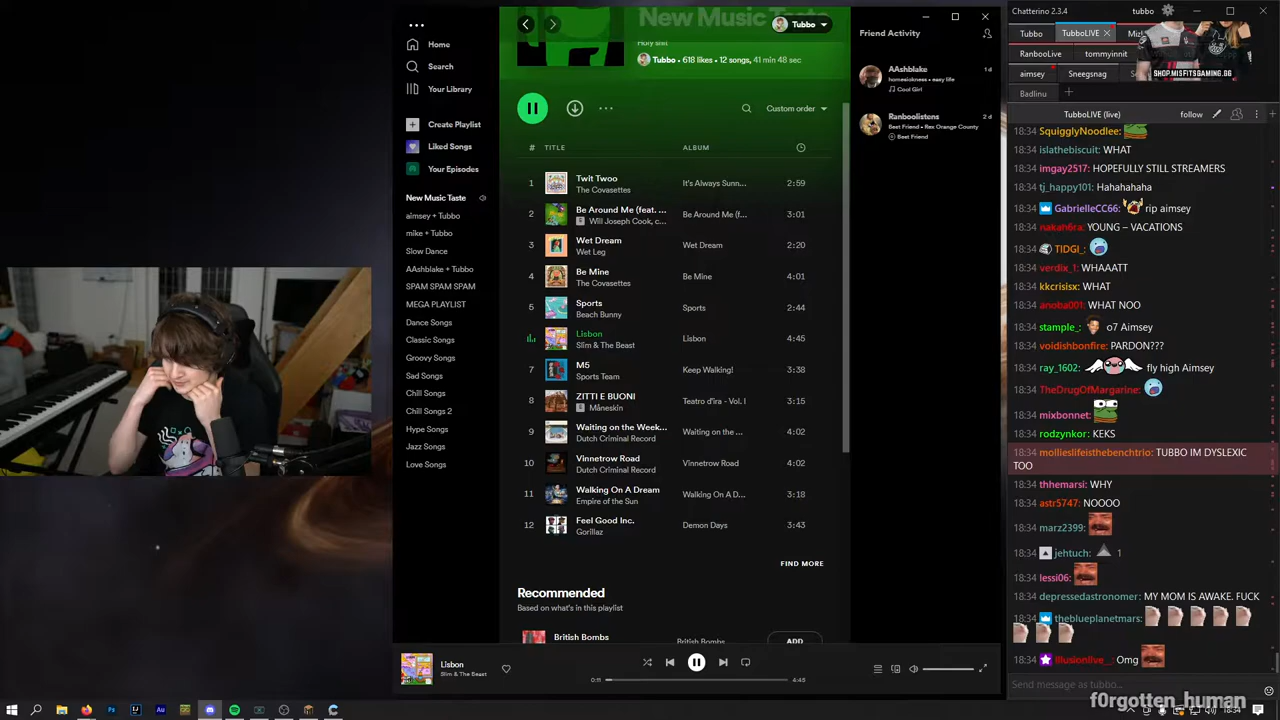 Home
Search
Your Library
Create Playlist
Liked Songs
Your Episodes
New Music Taste
aimsey + Tubbo
mike + Tubbo
Slow Dance
AAshblake + Tubbo
SPAM SPAM SPAM
MEGA PLAYLIST
Dance Songs
Classic Songs
Groovy Songs
Sad Songs
Chill Songs
Chill Songs 2
Hype Songs
Jazz Songs
Love Songs
New Music Taste
Tubbo
Holy shit
Tubbo • 618 likes • 12 songs, 41 min 48 sec
Custom order
# TITLE ALBUM
1 Twit Twoo It's Always Sunn... 2:59
The Covasettes
2 Be Around Me (feat. ... Be Around Me (f... 3:01
E Will Joseph Cook, c...
3 Wet Dream Wet Dream 2:20
Wet Leg
4 Be Mine Be Mine 4:01
The Covasettes
5 Sports Sports 2:44
Beach Bunny
Lisbon Lisbon 4:45
Slim & The Beast
7 M5 Keep Walking! 3:38
Sports Team
8 ZITTI E BUONI Teatro d'ira - Vol. I 3:15
E Måneskin
9 Waiting on the Week... Waiting on the ... 4:02
Dutch Criminal Record
10 Vinnetrow Road Vinnetrow Road 4:02
Dutch Criminal Record
11 Walking On A Dream Walking On A D... 3:18
Empire of the Sun
12 Feel Good Inc. Demon Days 3:43
Gorillaz
FIND MORE
Recommended
Based on what's in this playlist
British Bombs British Bombs ADD
Lisbon
Slim & The Beast
0:11 4:45
Friend Activity
AAshblake 1 d
homesickness • easy life
Cool Girl
Ranboolistens 2 d
Best Friend • Rex Orange County
Best Friend
Chatterino 2.3.4 tubbo
Tubbo TubboLIVE
RanbooLive tommyinnit
aimsey Sneegsnag
Badlinu
SHOP.MISFITSGAMING.GG
TubboLIVE (live) follow
18:34 SquigglyNoodlee:
18:34 islathebiscuit: WHAT
18:34 imgay2517: HOPEFULLY STILL STREAMERS
18:34 tj_happy101: Hahahahaha
18:34 GabrielleCC66: rip aimsey
18:34 nakah6ra: YOUNG – VACATIONS
18:34 TIDGI_:
18:34 verdix_1: WHAAATT
18:34 kkcrisisx: WHAT
18:34 anoba001: WHAT NOO
18:34 stample_: o7 Aimsey
18:34 voidishbonfire: PARDON???
18:34 ray_1602: fly high Aimsey
18:34 TheDrugOfMargarine:
18:34 mixbonnet:
18:34 rodzynkor: KEKS
18:34 mollieslifeisthebenchtrio: TUBBO IM DYSLEXIC
TOO
18:34 thhemarsi: WHY
18:34 astr5747: NOOOO
18:34 marz2399:
18:34 jehtuch: 1
18:34 lessi06:
18:34 depressedastronomer: MY MOM IS AWAKE. FUCK
18:34 theblueplanetmars:
18:34 illusionlive_: Omg
Send message as tubbo...
f0rgotten_human
18:34